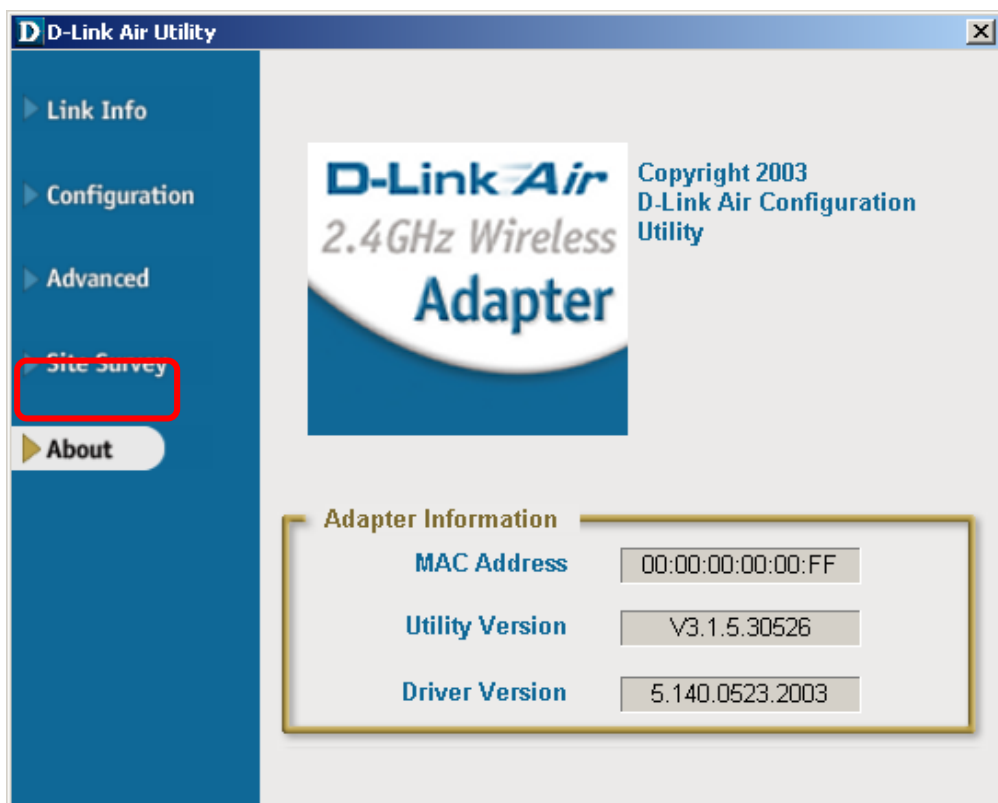 D D-Link Air Utility
Link Info
Configuration
Advanced
Site Survey
About
D-Link Air
2.4GHz Wireless
Adapter
Copyright 2003
D-Link Air Configuration
Utility
Adapter Information
MAC Address 00:00:00:00:00:FF
Utility Version V3.1.5.30526
Driver Version 5.140.0523.2003